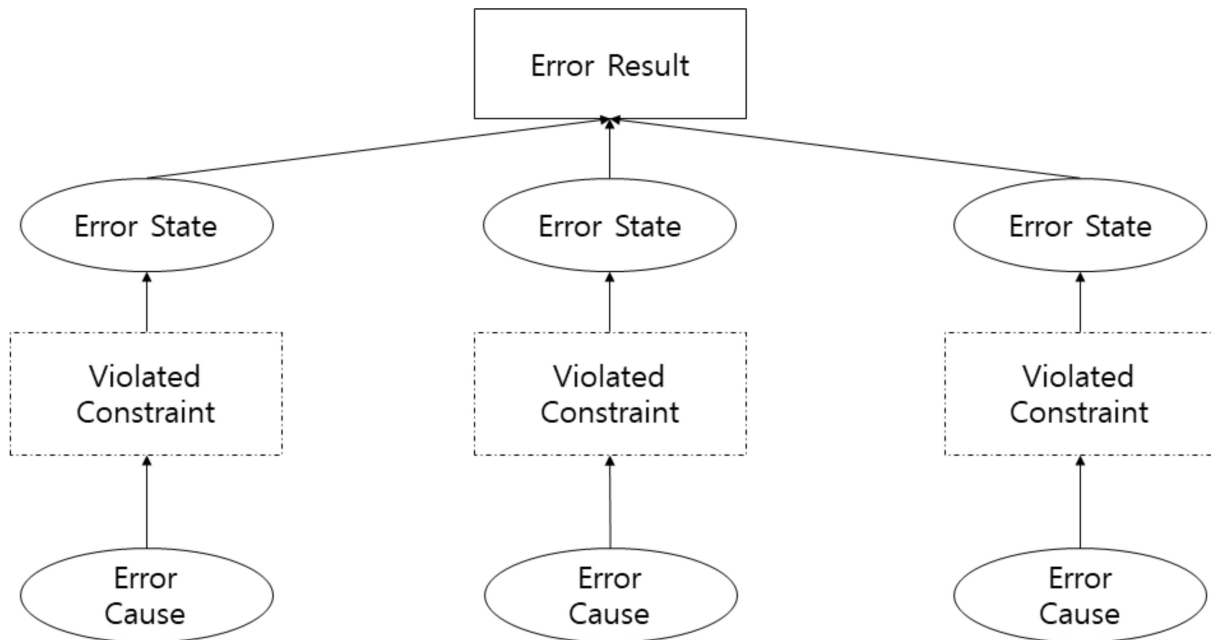 Error Result
Error State
Error State
Error State
Violated
Constraint
Violated
Constraint
Violated
Constraint
Error
Cause
Error
Cause
Error
Cause